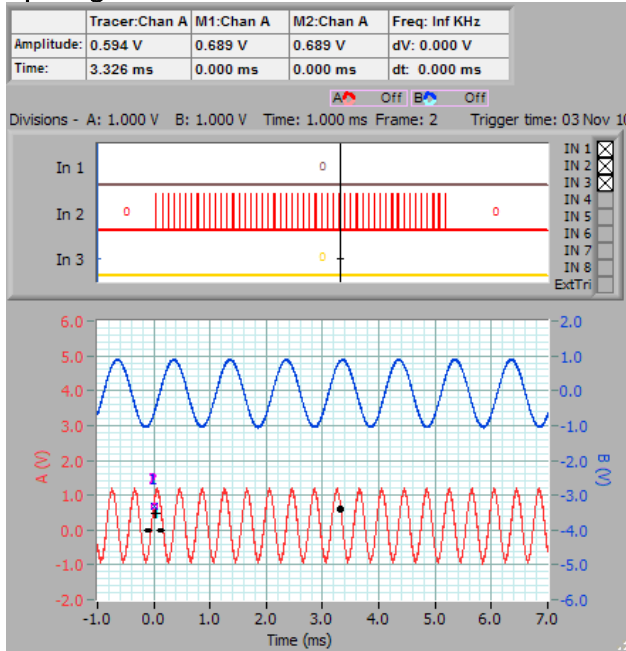 Tracer:Chan A M1:Chan A M2:Chan A Freq: Inf KHz
Amplitude: 0.594 V 0.689 V 0.689 V dV: 0.000 V
Time: 3.326 ms 0.000 ms 0.000 ms dt: 0.000 ms
A Off B Off
Divisions - A: 1.000 V B: 1.000 V Time: 1.000 ms Frame: 2 Trigger time: 03 Nov
IN 1
In 1 0 IN 2
IN 3
IN 4
In 2 0 0 IN 5
IN 6
In 3 0 IN 7
IN 8
ExtTri
6.0 2.0
5.0 1.0
4.0 0.0
3.0 -1.0
2.0 -2.0
1.0 -3.0
0.0 -4.0
-1.0 -5.0
-2.0 -6.0
A (V)
B (V)
-1.0 0.0 1.0 2.0 3.0 4.0 5.0 6.0 7.0
Time (ms)